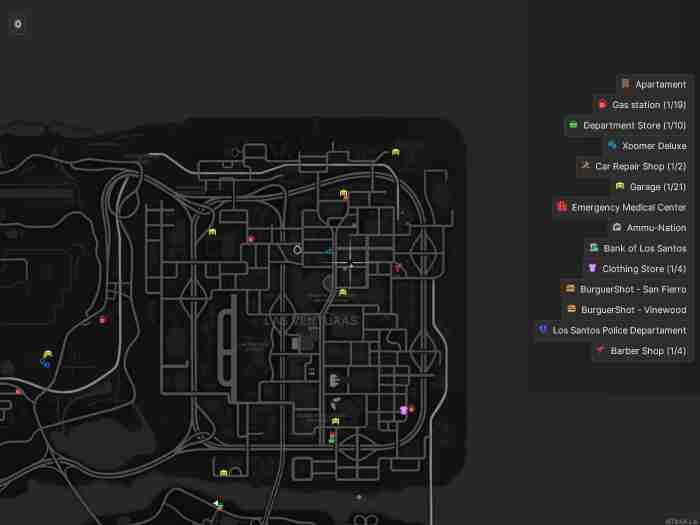 Apartament
Gas station (1/19)
Department Store (1/10)
Xoomer Deluxe
Car Repair Shop (1/2)
Garage (1/21)
Emergency Medical Center
Ammu-Nation
Bank of Los Santos
Clothing Store (1/4)
BurguerShot - San Fierro
BurguerShot - Vinewood
Los Santos Police Departament
Barber Shop (1/4)
LAS VENTURAS